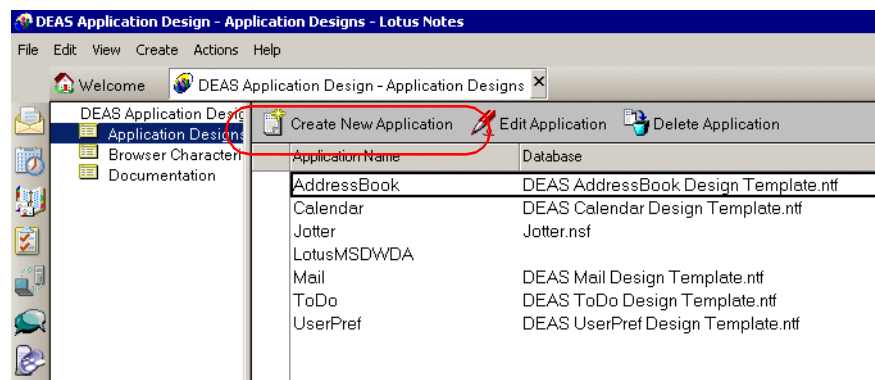 DEAS Application Design - Application Designs - Lotus Notes
File Edit View Create Actions Help
Welcome DEAS Application Design - Application Designs
DEAS Application Desig
Application Designs
Browser Characteri
Documentation
Create New Application Edit Application Delete Application
Application Name Database
AddressBook DEAS AddressBook Design Template.ntf
Calendar DEAS Calendar Design Template.ntf
Jotter Jotter.nsf
LotusMSDWDA
Mail DEAS Mail Design Template.ntf
ToDo DEAS ToDo Design Template.ntf
UserPref DEAS UserPref Design Template.ntf